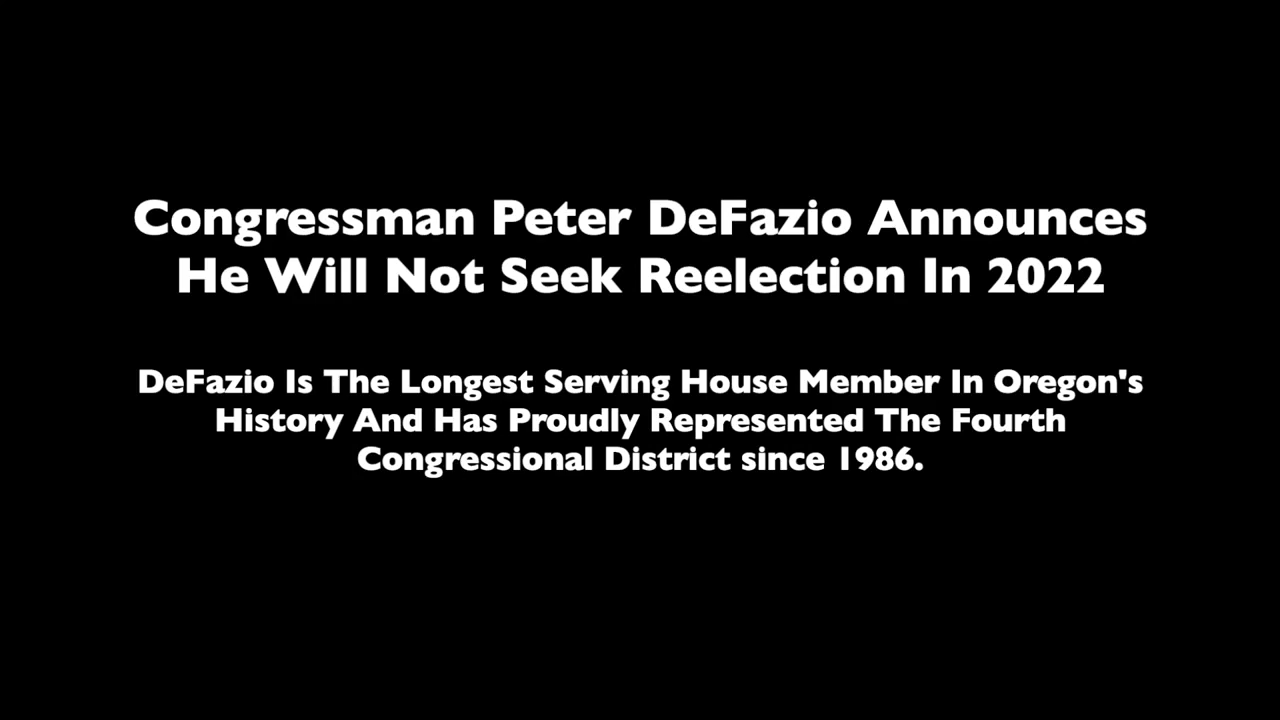 Congressman Peter DeFazio Announces
He Will Not Seek Reelection In 2022
DeFazio Is The Longest Serving House Member In Oregon's
History And Has Proudly Represented The Fourth
Congressional District since 1986.